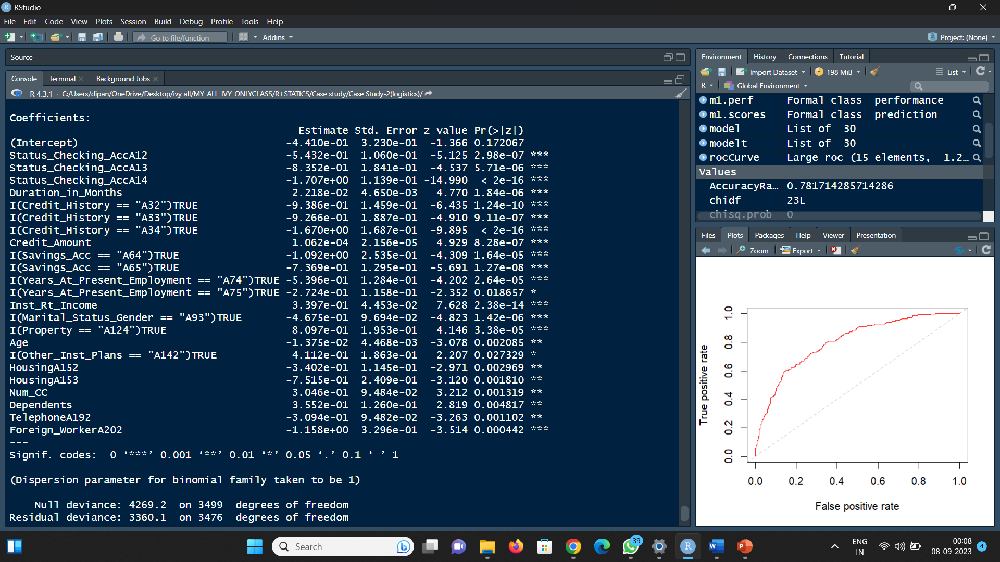 RStudio
File Edit Code View Plots Session Build Debug Profile Tools Help
Go to file/function Addins Project: (None)
Source
Console Terminal Background Jobs
R 4.3.1 · C:/Users/dipan/OneDrive/Desktop/ivy all/MY_ALL_IVY_ONLYCLASS/R+STATICS/Case study/Case Study-2(logistics)/
Coefficients:
Estimate Std. Error z value Pr(>|z|)
(Intercept) -4.410e-01 3.230e-01 -1.366 0.172067
Status_Checking_AccA12 -5.432e-01 1.060e-01 -5.125 2.98e-07 ***
Status_Checking_AccA13 -8.352e-01 1.841e-01 -4.537 5.71e-06 ***
Status_Checking_AccA14 -1.707e+00 1.139e-01 -14.990 < 2e-16 ***
Duration_in_Months 2.218e-02 4.650e-03 4.770 1.84e-06 ***
I(Credit_History == "A32")TRUE -9.386e-01 1.459e-01 -6.435 1.24e-10 ***
I(Credit_History == "A33")TRUE -9.266e-01 1.887e-01 -4.910 9.11e-07 ***
I(Credit_History == "A34")TRUE -1.670e+00 1.687e-01 -9.895 < 2e-16 ***
Credit_Amount 1.062e-04 2.156e-05 4.929 8.28e-07 ***
I(Savings_Acc == "A64")TRUE -1.092e+00 2.535e-01 -4.309 1.64e-05 ***
I(Savings_Acc == "A65")TRUE -7.369e-01 1.295e-01 -5.691 1.27e-08 ***
I(Years_At_Present_Employment == "A74")TRUE -5.396e-01 1.284e-01 -4.202 2.64e-05 ***
I(Years_At_Present_Employment == "A75")TRUE -2.724e-01 1.158e-01 -2.352 0.018657 *
Inst_Rt_Income 3.397e-01 4.453e-02 7.628 2.38e-14 ***
I(Marital_Status_Gender == "A93")TRUE -4.675e-01 9.694e-02 -4.823 1.42e-06 ***
I(Property == "A124")TRUE 8.097e-01 1.953e-01 4.146 3.38e-05 ***
Age -1.375e-02 4.468e-03 -3.078 0.002085 **
I(Other_Inst_Plans == "A142")TRUE 4.112e-01 1.863e-01 2.207 0.027329 *
HousingA152 -3.402e-01 1.145e-01 -2.971 0.002969 **
HousingA153 -7.515e-01 2.409e-01 -3.120 0.001810 **
Num_CC 3.046e-01 9.484e-02 3.212 0.001319 **
Dependents 3.552e-01 1.260e-01 2.819 0.004817 **
TelephoneA192 -3.094e-01 9.482e-02 -3.263 0.001102 **
Foreign_WorkerA202 -1.158e+00 3.296e-01 -3.514 0.000442 ***
---
Signif. codes: 0 ‘***’ 0.001 ‘**’ 0.01 ‘*’ 0.05 ‘.’ 0.1 ‘ ’ 1
(Dispersion parameter for binomial family taken to be 1)
Null deviance: 4269.2 on 3499 degrees of freedom
Residual deviance: 3360.1 on 3476 degrees of freedom
Environment History Connections Tutorial
Import Dataset 198 MiB List
R Global Environment
m1.perf Formal class performance
m1.scores Formal class prediction
model List of 30
modelt List of 30
rocCurve Large roc (15 elements, 1.2…
Values
AccuracyRa… 0.781714285714286
chidf 23L
chisq.prob 0
Files Plots Packages Help Viewer Presentation
Zoom Export
True positive rate
1.0
0.8
0.6
0.4
0.2
0.0
0.0 0.2 0.4 0.6 0.8 1.0
False positive rate
Search 39 R W P ENG IN 00:08 08-09-2023 4